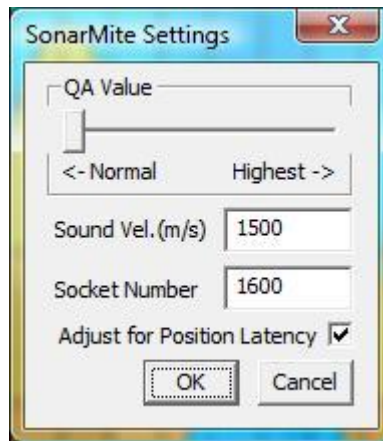 SonarMite Settings
QA Value
<- Normal Highest ->
Sound Vel.(m/s) 1500
Socket Number 1600
Adjust for Position Latency
OK Cancel